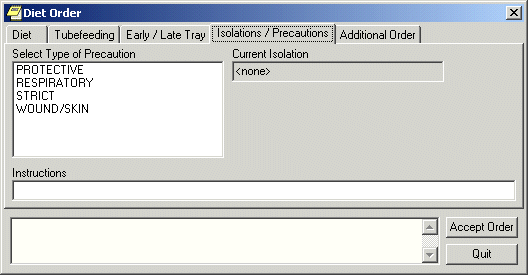 Diet Order
Diet
Tubefeeding
Early / Late Tray
Isolations / Precautions
Additional Order
Select Type of Precaution
Current Isolation
PROTECTIVE
<none>
RESPIRATORY
STRICT
WOUND/SKIN
Instructions
Accept Order
Quit